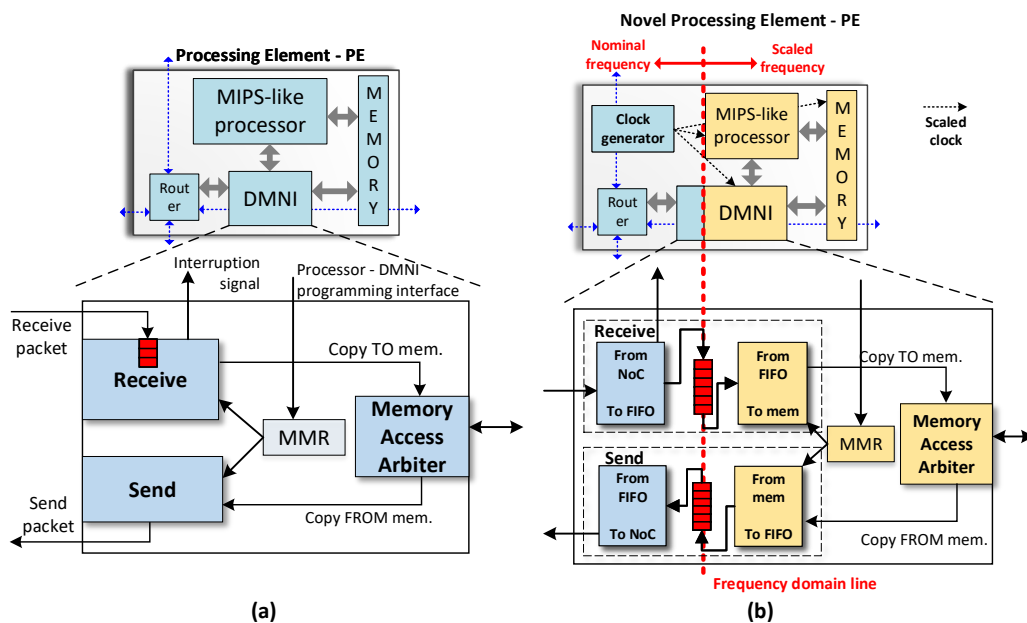 Processing Element - PE
MIPS-like
processor
M
E
M
O
R
Y
Rout
er
DMNI
Interruption
signal
Processor - DMNI
programming interface
Receive
packet
Receive
Copy TO mem.
MMR
Memory
Access
Arbiter
Send
Send
packet
Copy FROM mem.
(a)
Novel Processing Element - PE
Nominal
frequency
Scaled
frequency
Clock
generator
MIPS-like
processor
M
E
M
O
R
Y
Scaled
clock
Rout
er
DMNI
Receive
From
NoC
To FIFO
From
FIFO
To mem
Copy TO mem.
MMR
Memory
Access
Arbiter
Send
From
FIFO
To NoC
From
mem
To FIFO
Copy FROM mem.
Frequency domain line
(b)